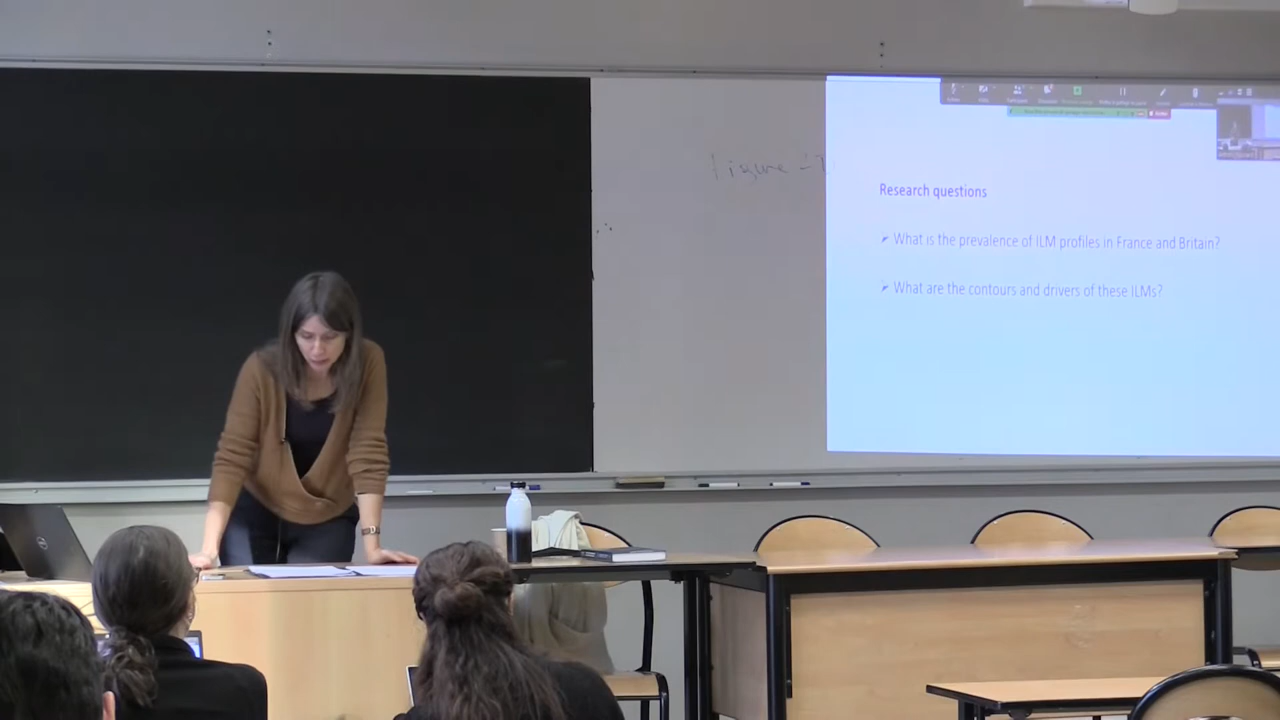 Figure
Research questions
➤ What is the prevalence of ILM profiles in France and Britain?
➤ What are the contours and drivers of these ILMs?